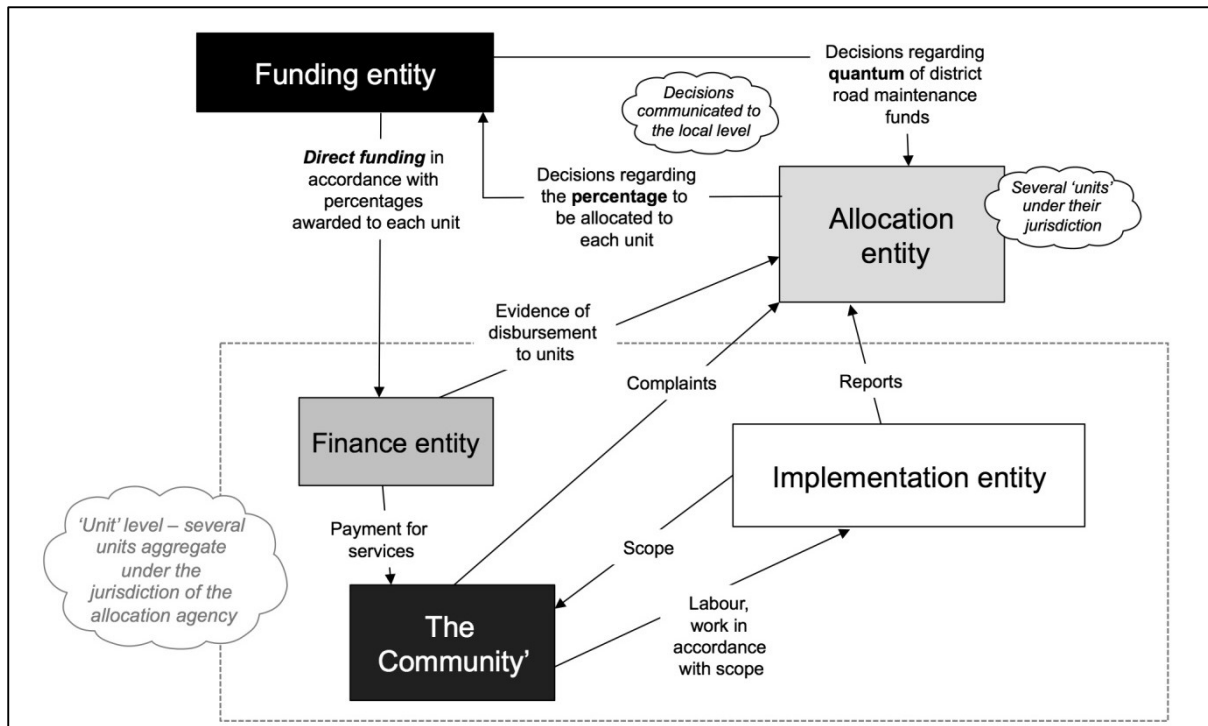 Funding entity
Decisions regarding
quantum of district
road maintenance
funds
Decisions
communicated to
the local level
Direct funding in
accordance with
percentages
awarded to each unit
Decisions regarding
the percentage to
be allocated to
each unit
Allocation
entity
Several ‘units’
under their
jurisdiction
Evidence of
disbursement
to units
Complaints
Reports
Finance entity
Implementation entity
‘Unit’ level – several
units aggregate
under the
jurisdiction of the
allocation agency
Payment for
services
Scope
The
Community’
Labour,
work in
accordance
with scope